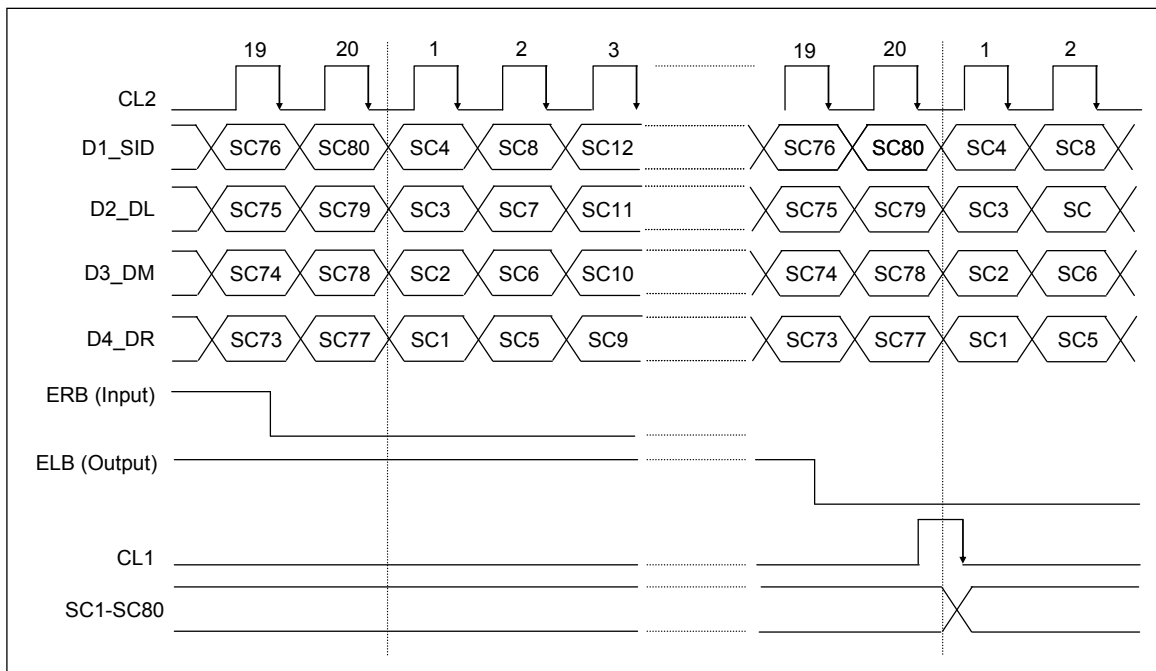 19 20 1 2 3 19 20 1 2
CL2
D1_SID SC76 SC80 SC4 SC8 SC12 SC76 SC80 SC4 SC8
D2_DL SC75 SC79 SC3 SC7 SC11 SC75 SC79 SC3 SC
D3_DM SC74 SC78 SC2 SC6 SC10 SC74 SC78 SC2 SC6
D4_DR SC73 SC77 SC1 SC5 SC9 SC73 SC77 SC1 SC5
ERB (Input)
ELB (Output)
CL1
SC1-SC80